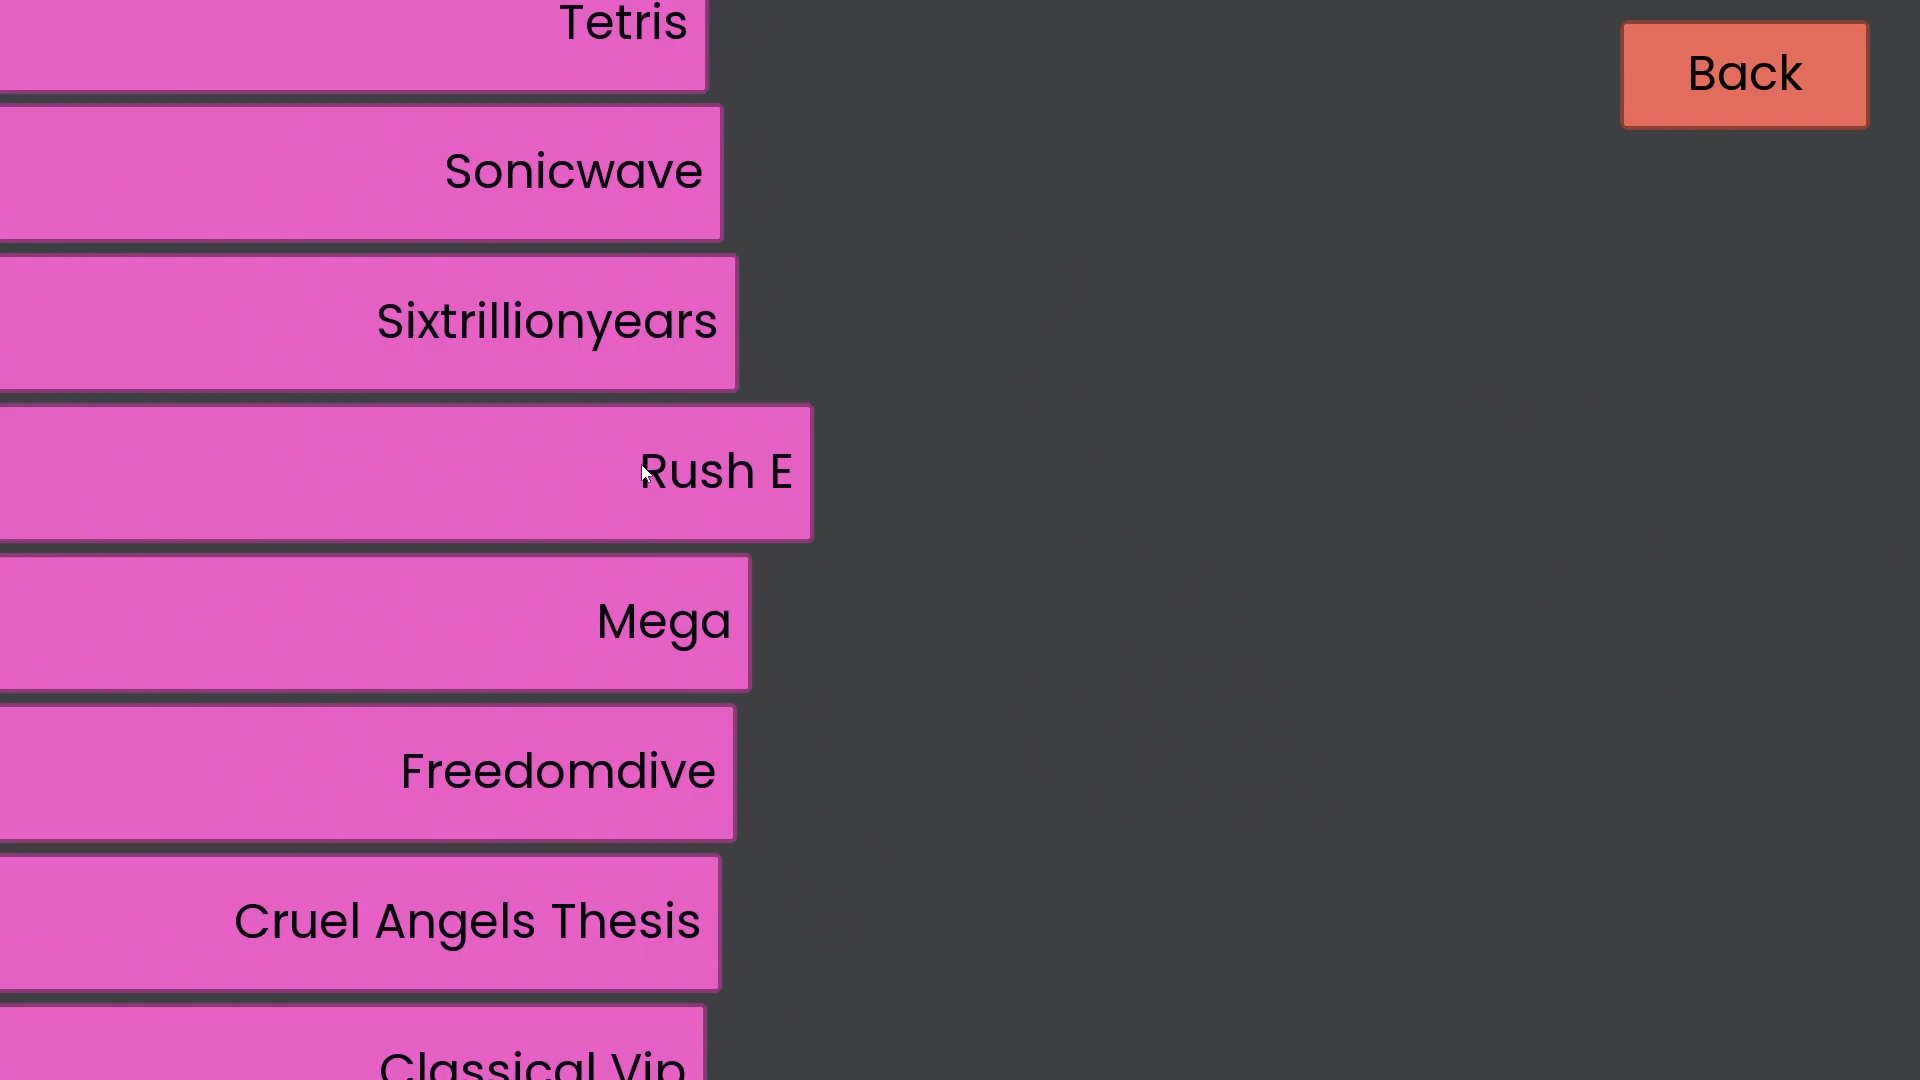 Tetris
Back
Sonicwave
Sixtrillionyears
Rush E
Mega
Freedomdive
Cruel Angels Thesis
Classical Vip